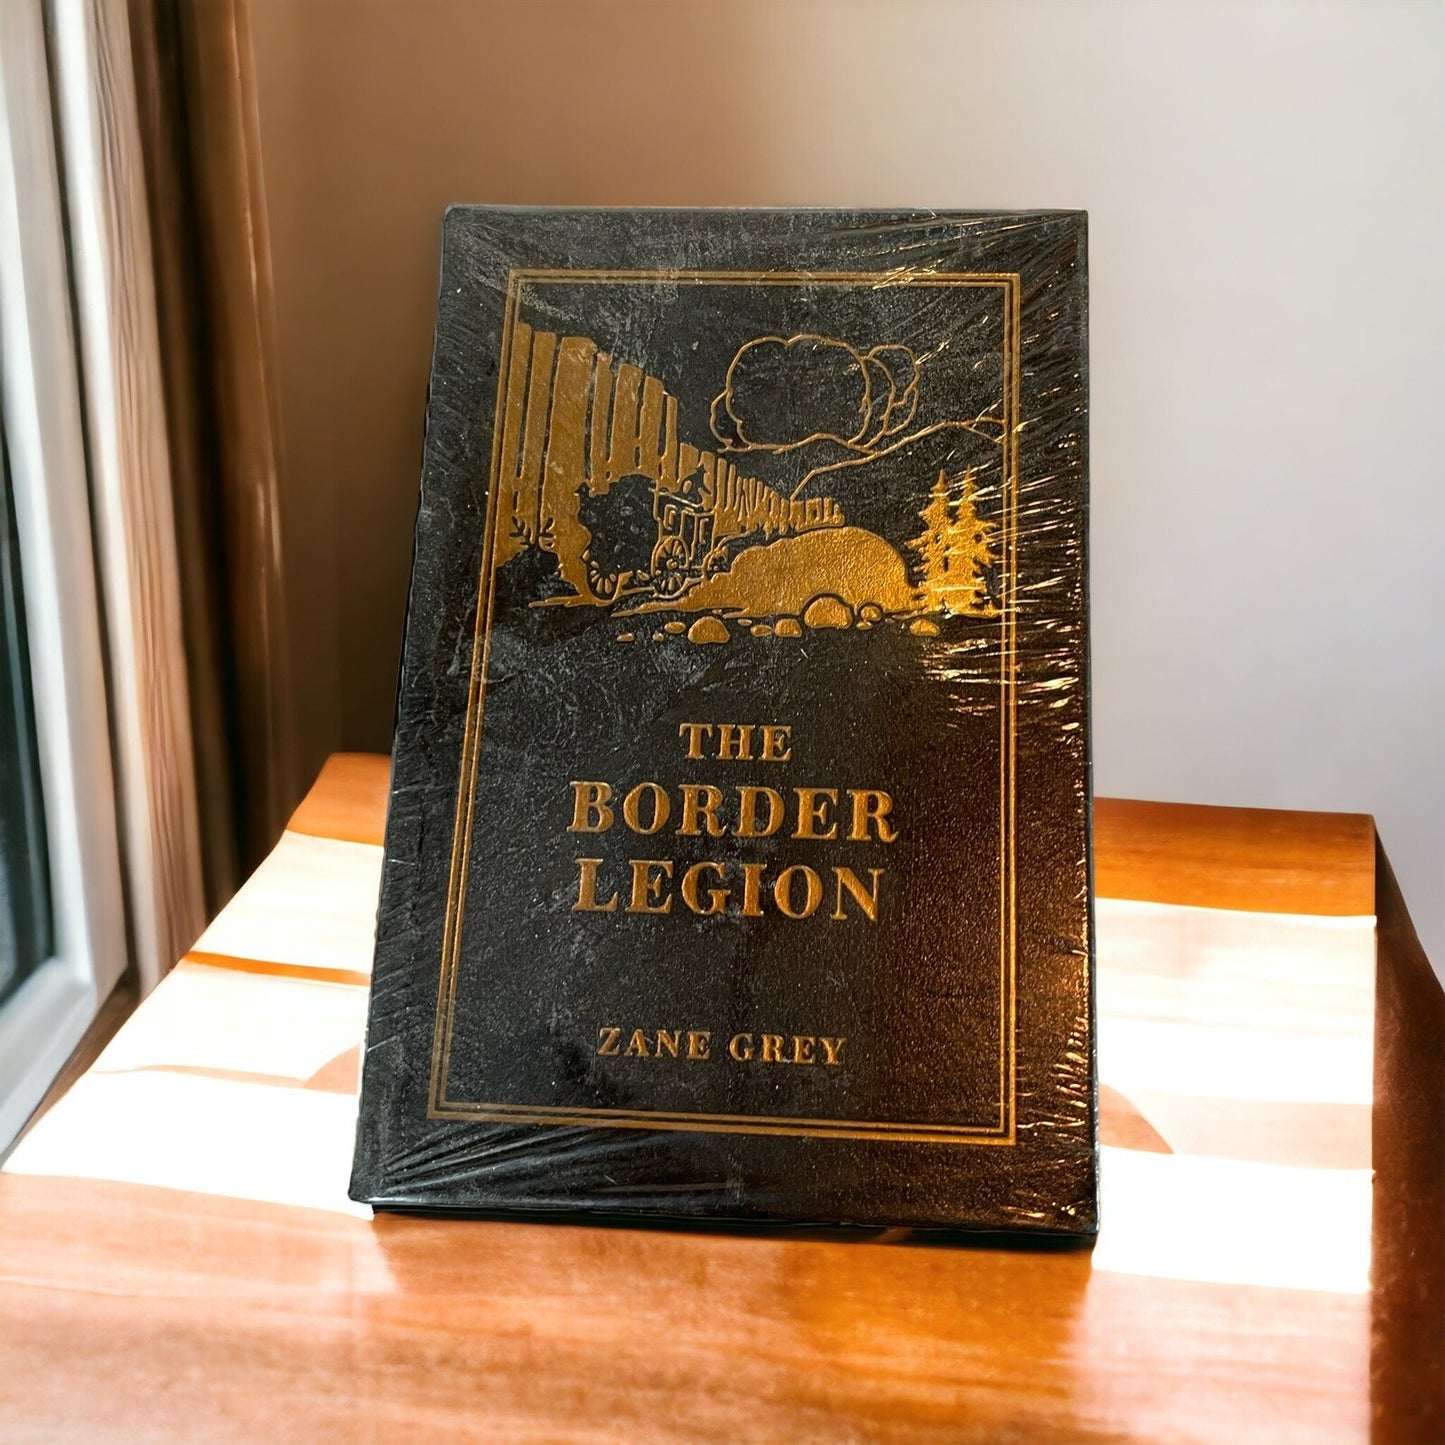 THE
BORDER
LEGION
ZANE GREY